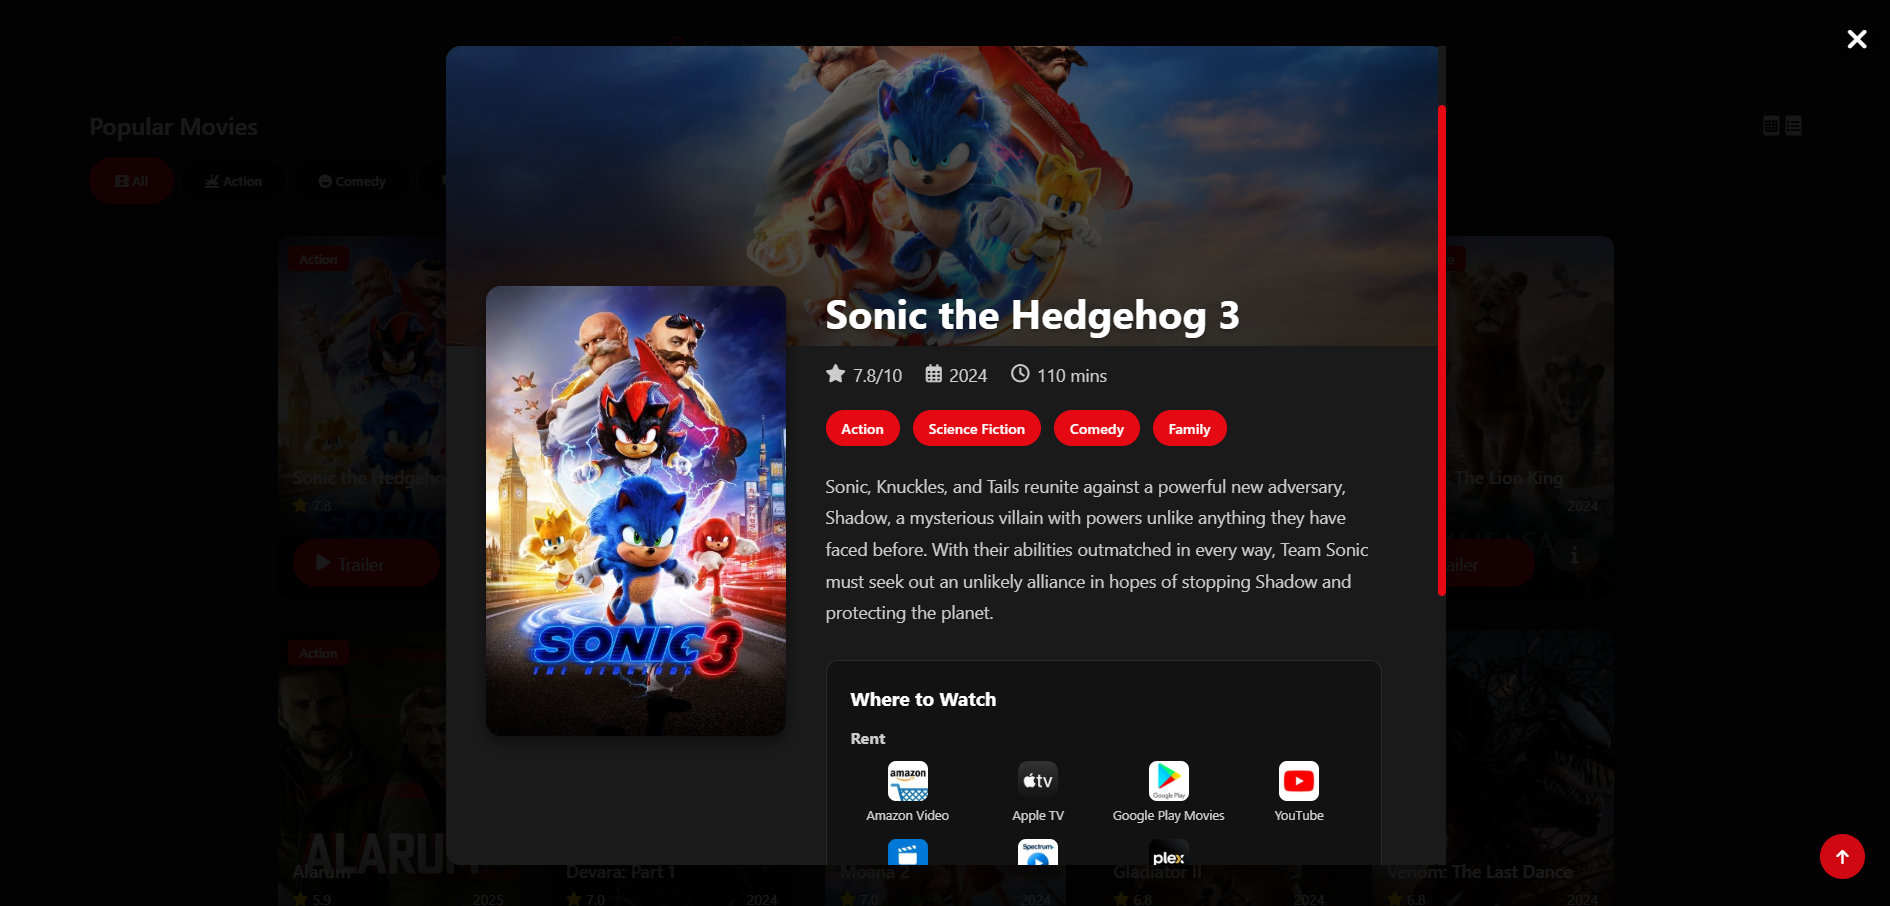 Popular Movies
All
Action
Comedy
Action
Sonic the Hedgeho
7.8
Trailer
Sonic the Hedgehog 3
7.8/10
2024
110 mins
Action
Science Fiction
Comedy
Family
Sonic, Knuckles, and Tails reunite against a powerful new adversary,
Shadow, a mysterious villain with powers unlike anything they have
faced before. With their abilities outmatched in every way, Team Sonic
must seek out an unlikely alliance in hopes of stopping Shadow and
protecting the planet.
SONIC 3
THE HEDGEHOG
Where to Watch
Rent
amazon
tv
Google Play
Amazon Video
Apple TV
Google Play Movies
YouTube
Spectrum
plex
The Lion King
2024
ailer
i
Action
ALARUM
Alarum
5.9
2025
Devara: Part 1
7.0
2024
Moana 2
7.0
2024
Gladiator II
6.8
2024
Venom: The Last Dance
6.8
2024